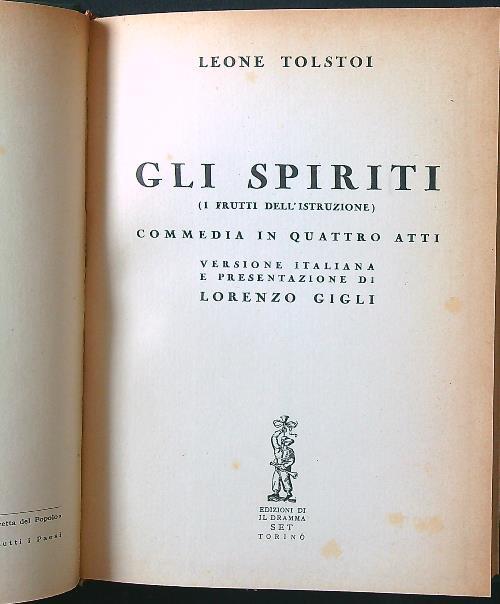 etta del Popolo»
utti i Paesi
LEONE TOLSTOI
GLI SPIRITI
(I FRUTTI DELL'ISTRUZIONE)
COMMEDIA IN QUATTRO ATTI
VERSIONE ITALIANA
E PRESENTAZIONE DI
LORENZO GIGLI
EDIZIONI DI
IL DRAMMA
SET
TORINO